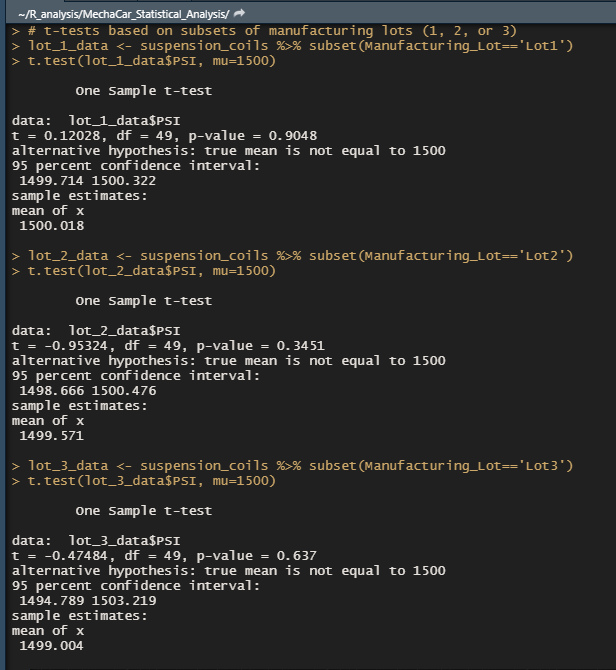 ~/R_analysis/MechaCar_Statistical_Analysis/
> # t-tests based on subsets of manufacturing lots (1, 2, or 3)
> lot_1_data <- suspension_coils %>% subset(Manufacturing_Lot=='Lot1')
> t.test(lot_1_data$PSI, mu=1500)
One Sample t-test
data:  lot_1_data$PSI
t = 0.12028, df = 49, p-value = 0.9048
alternative hypothesis: true mean is not equal to 1500
95 percent confidence interval:
1499.714 1500.322
sample estimates:
mean of x
1500.018
> lot_2_data <- suspension_coils %>% subset(Manufacturing_Lot=='Lot2')
> t.test(lot_2_data$PSI, mu=1500)
One Sample t-test
data:  lot_2_data$PSI
t = -0.95324, df = 49, p-value = 0.3451
alternative hypothesis: true mean is not equal to 1500
95 percent confidence interval:
1498.666 1500.476
sample estimates:
mean of x
1499.571
> lot_3_data <- suspension_coils %>% subset(Manufacturing_Lot=='Lot3')
> t.test(lot_3_data$PSI, mu=1500)
One Sample t-test
data:  lot_3_data$PSI
t = -0.47484, df = 49, p-value = 0.637
alternative hypothesis: true mean is not equal to 1500
95 percent confidence interval:
1494.789 1503.219
sample estimates:
mean of x
1499.004